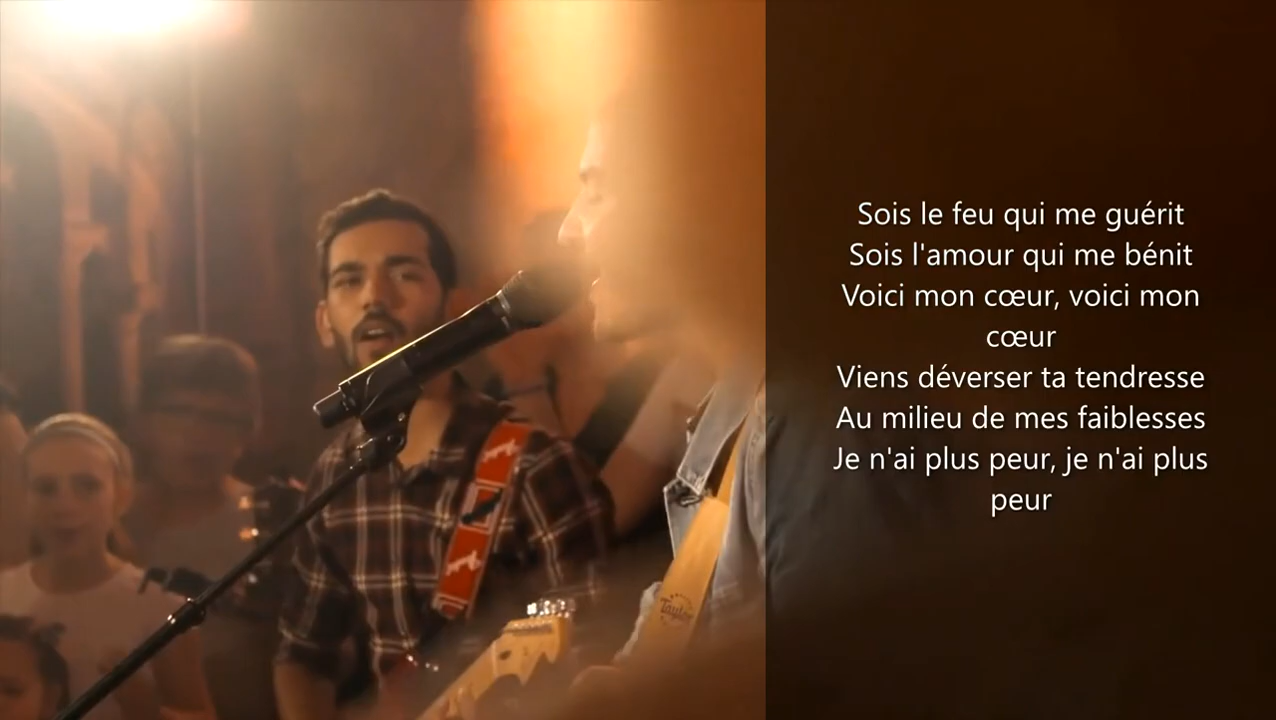 Sois le feu qui me guérit
Sois l'amour qui me bénit
Voici mon cœur, voici mon
cœur
Viens déverser ta tendresse
Au milieu de mes faiblesses
Je n'ai plus peur, je n'ai plus
peur
Taylor